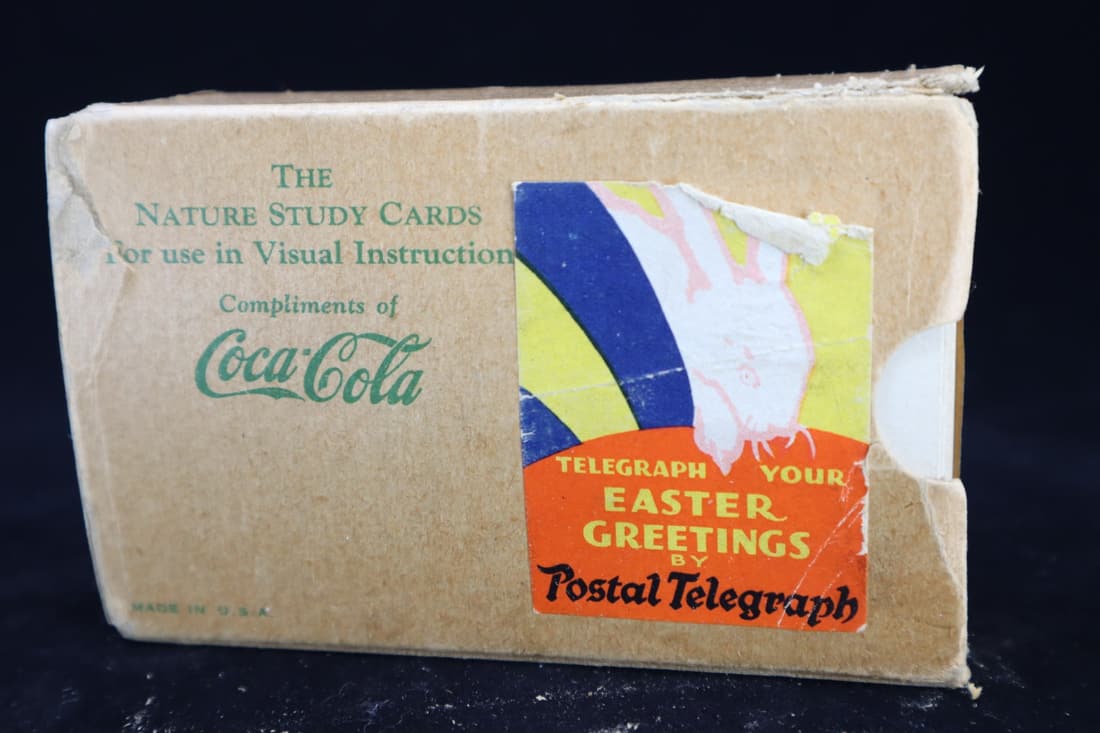 THE
NATURE STUDY CARDS
For use in Visual Instruction
Compliments of
Coca-Cola
MADE IN U.S.A.
TELEGRAPH YOUR
EASTER
GREETINGS
BY
Postal Telegraph